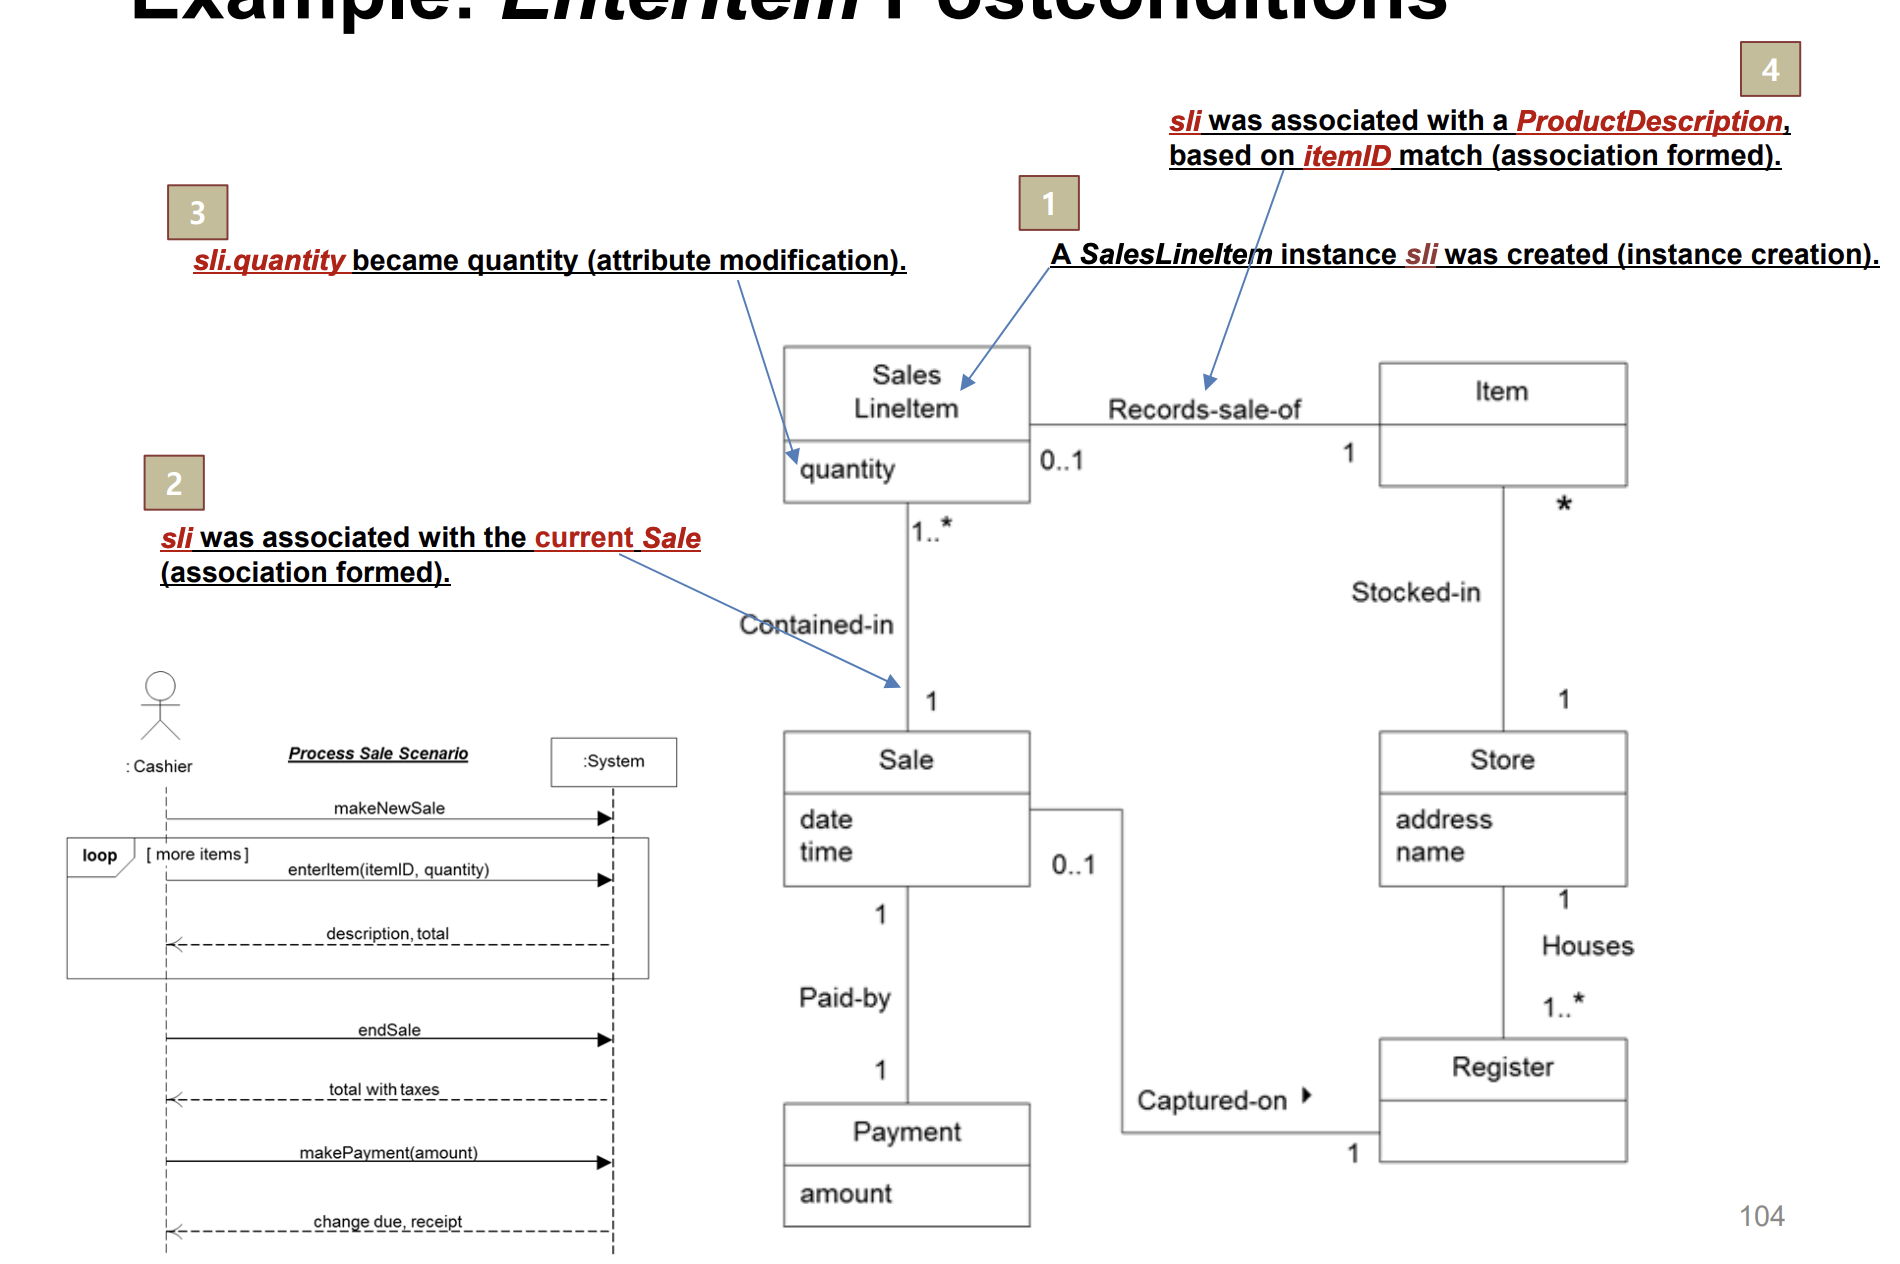 Example: EnterItem Postconditions
4
sli was associated with a ProductDescription,
based on itemID match (association formed).
1
A SalesLineItem instance sli was created (instance creation).
3
sli.quantity became quantity (attribute modification).
2
sli was associated with the current Sale
(association formed).
Sales
LineItem
quantity
Records-sale-of
0..1
1
Item
*
1..*
Contained-in
1
Stocked-in
1
Sale
date
time
0..1
Store
address
name
1
Paid-by
1
1
Houses
1..*
Captured-on
1
Register
Payment
amount
: Cashier
Process Sale Scenario
:System
makeNewSale
loop
[ more items ]
enterItem(itemID, quantity)
description, total
endSale
total with taxes
makePayment(amount)
change due, receipt
104